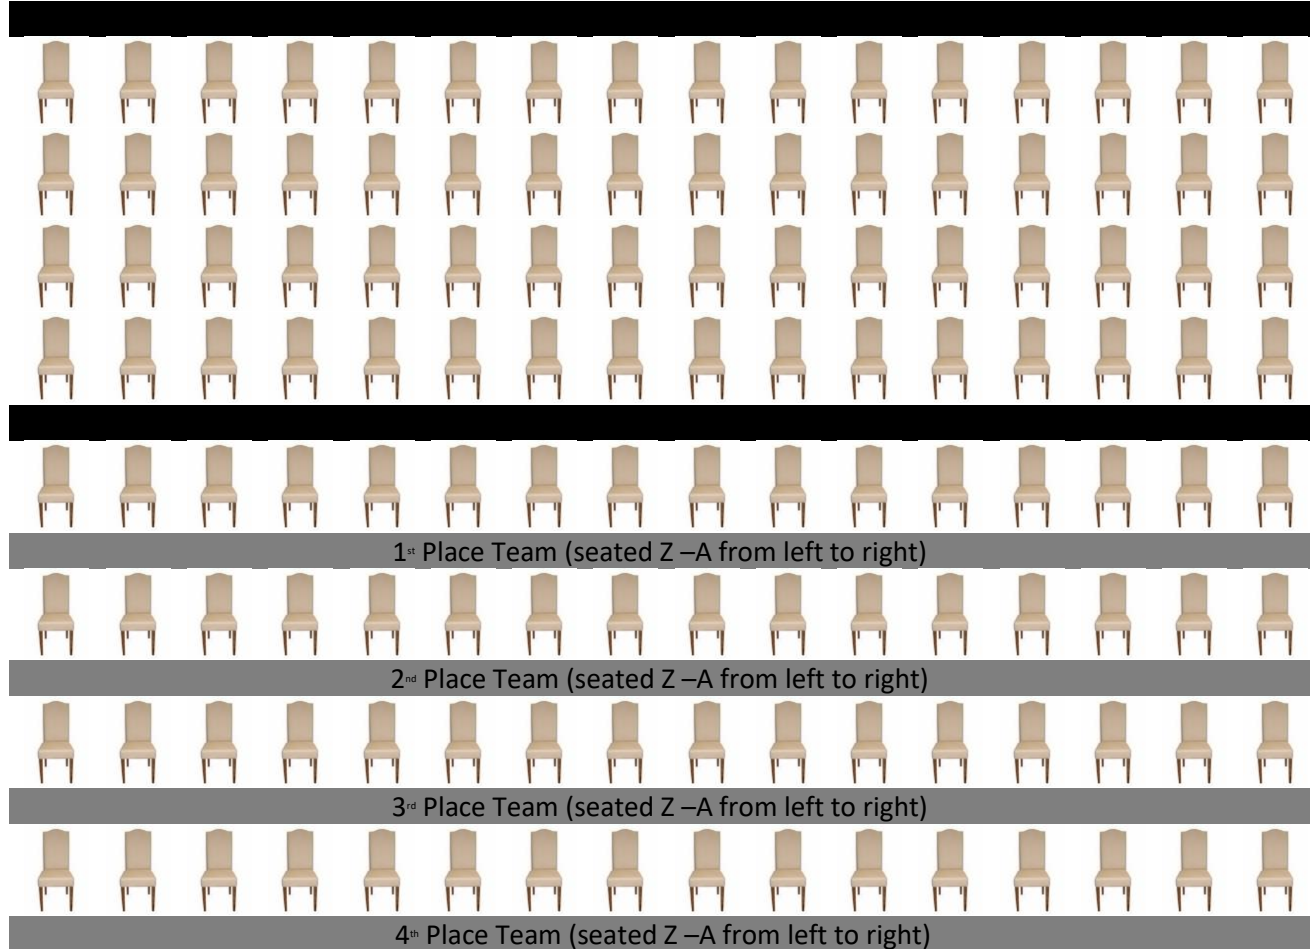 1st Place Team (seated Z –A from left to right)
2nd Place Team (seated Z –A from left to right)
3rd Place Team (seated Z –A from left to right)
4th Place Team (seated Z –A from left to right)